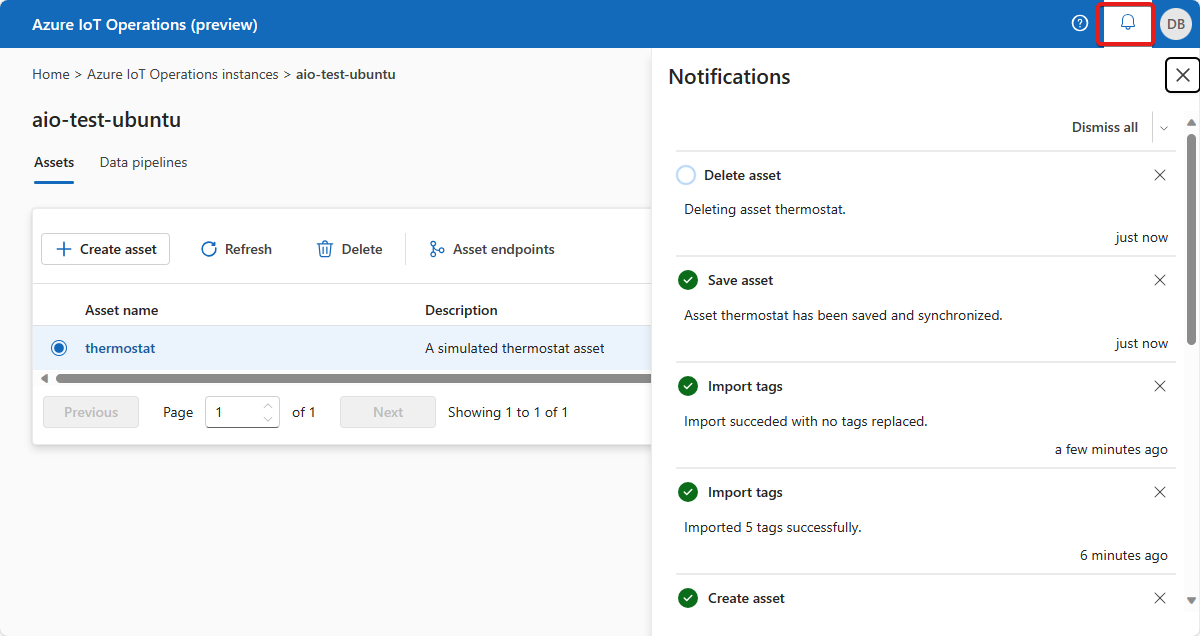 Azure IoT Operations (preview)
DB
Home > Azure IoT Operations instances > aio-test-ubuntu
aio-test-ubuntu
Assets
Data pipelines
Create asset
Refresh
Delete
Asset endpoints
Asset name
Description
thermostat
A simulated thermostat asset
Previous
Page
1
of 1
Next
Showing 1 to 1 of 1
Notifications
Dismiss all
Delete asset
Deleting asset thermostat.
just now
Save asset
Asset thermostat has been saved and synchronized.
just now
Import tags
Import succeded with no tags replaced.
a few minutes ago
Import tags
Imported 5 tags successfully.
6 minutes ago
Create asset